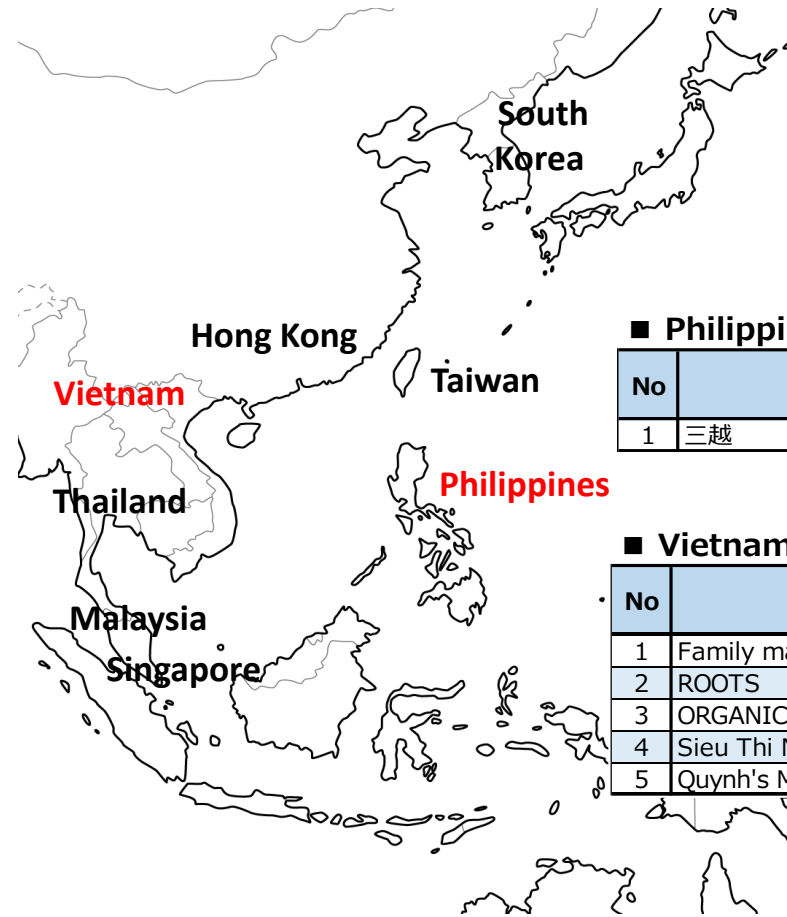 South
Korea
Hong Kong
Taiwan
Vietnam
Philippines
Thailand
Malaysia
Singapore
■ Philippi
No
1 三越
■ Vietnam
No
1 Family ma
2 ROOTS
3 ORGANIC
4 Sieu Thi
5 Quynh's